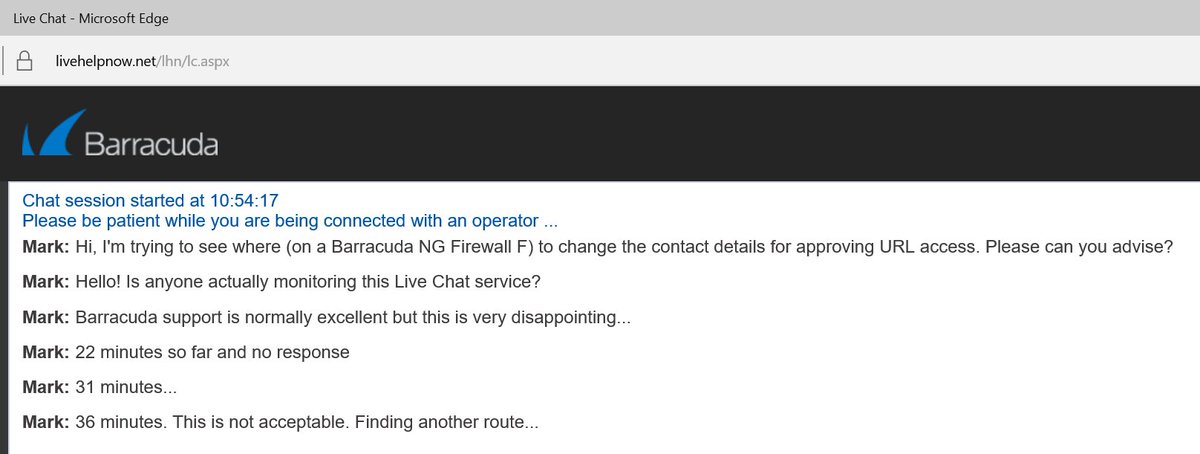 Live Chat - Microsoft Edge
livehelpnow.net/lhn/lc.aspx
Barracuda
Chat session started at 10:54:17
Please be patient while you are being connected with an operator ...
Mark: Hi, I'm trying to see where (on a Barracuda NG Firewall F) to change the contact details for approving URL access. Please can you advise?
Mark: Hello! Is anyone actually monitoring this Live Chat service?
Mark: Barracuda support is normally excellent but this is very disappointing...
Mark: 22 minutes so far and no response
Mark: 31 minutes...
Mark: 36 minutes. This is not acceptable. Finding another route...